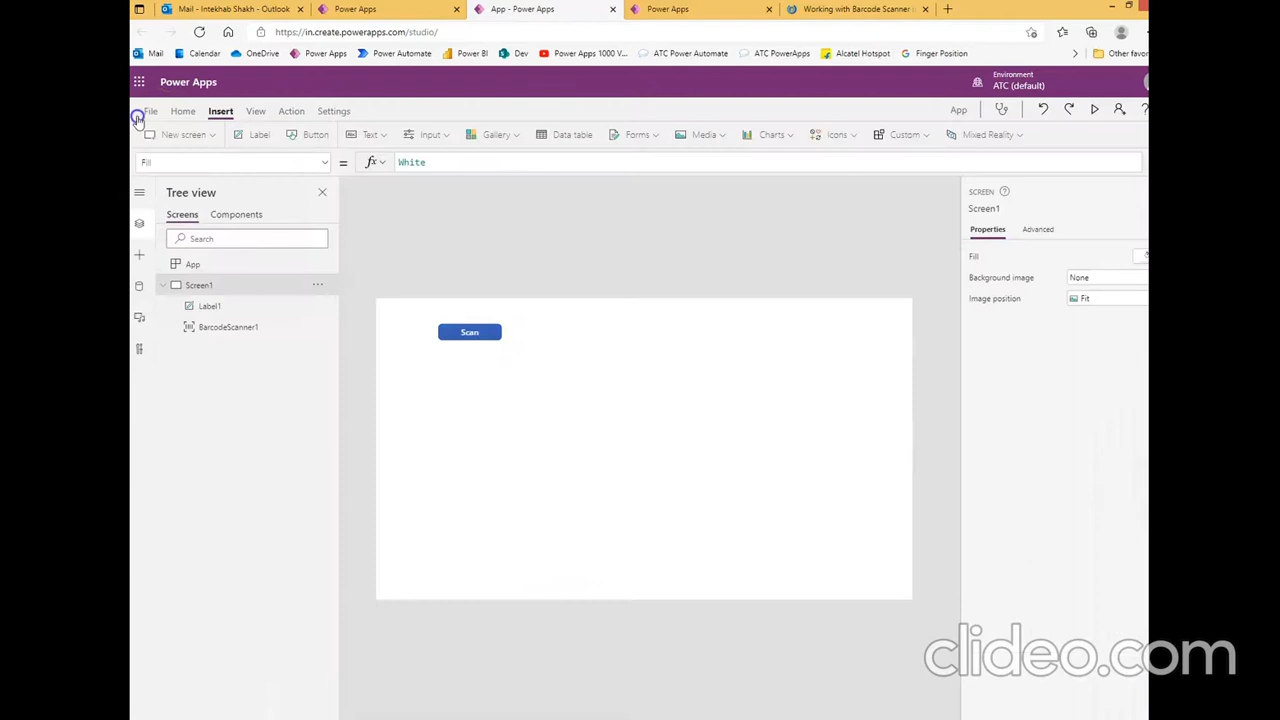 Mail - Intekhab Shakh - Outlook
Power Apps
App - Power Apps
Power Apps
Working with Barcode Scanner i
https://in.create.powerapps.com/studio/
Mail
Calendar
OneDrive
Power Apps
Power Automate
Power BI
Dev
Power Apps 1000 V...
ATC Power Automate
ATC PowerApps
Alcatel Hotspot
Finger Position
Other favor
Power Apps
Environment
ATC (default)
File
Home
Insert
View
Action
Settings
App
New screen
Label
Button
Text
Input
Gallery
Data table
Forms
Media
Charts
Icons
Custom
Mixed Reality
Fill
=
fx
White
Tree view
Screens
Components
Search
App
Screen1
Label1
BarcodeScanner1
Scan
SCREEN
Screen1
Properties
Advanced
Fill
Background image
None
Image position
Fit
clideo.com